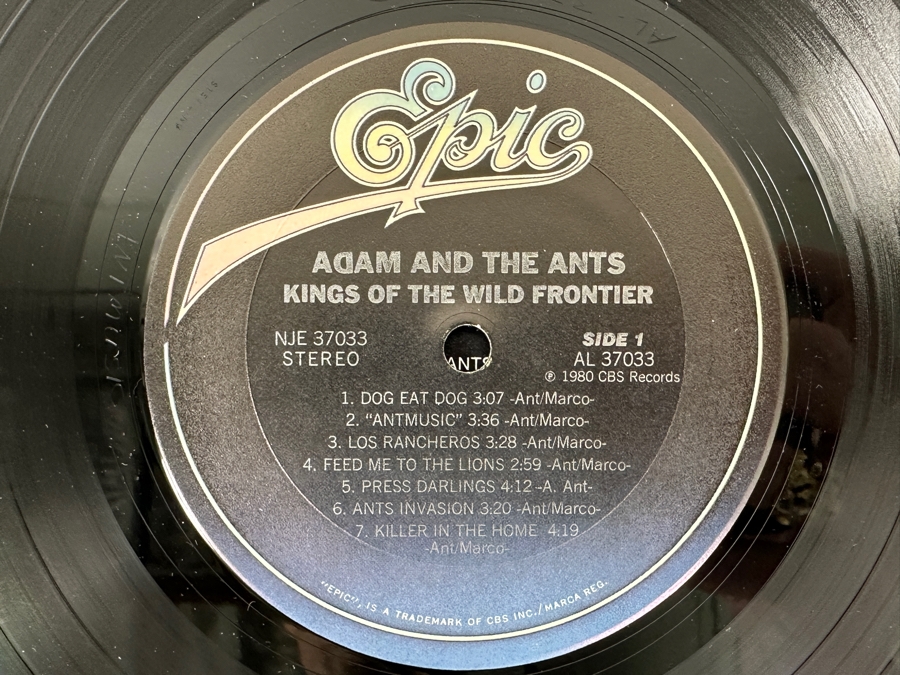 Epic
ADAM AND THE ANTS
KINGS OF THE WILD FRONTIER
NJE 37033
STEREO
SIDE 1
AL 37033
℗ 1980 CBS Records
ANTS
1. DOG EAT DOG 3:07 -Ant/Marco-
2. “ANTMUSIC” 3:36 -Ant/Marco-
3. LOS RANCHEROS 3:28 -Ant/Marco-
4. FEED ME TO THE LIONS 2:59 -Ant/Marco-
5. PRESS DARLINGS 4:12 -A. Ant-
6. ANTS INVASION 3:20 -Ant/Marco-
7. KILLER IN THE HOME 4:19
-Ant/Marco-
"EPIC", IS A TRADEMARK OF CBS INC./MARCA REG.